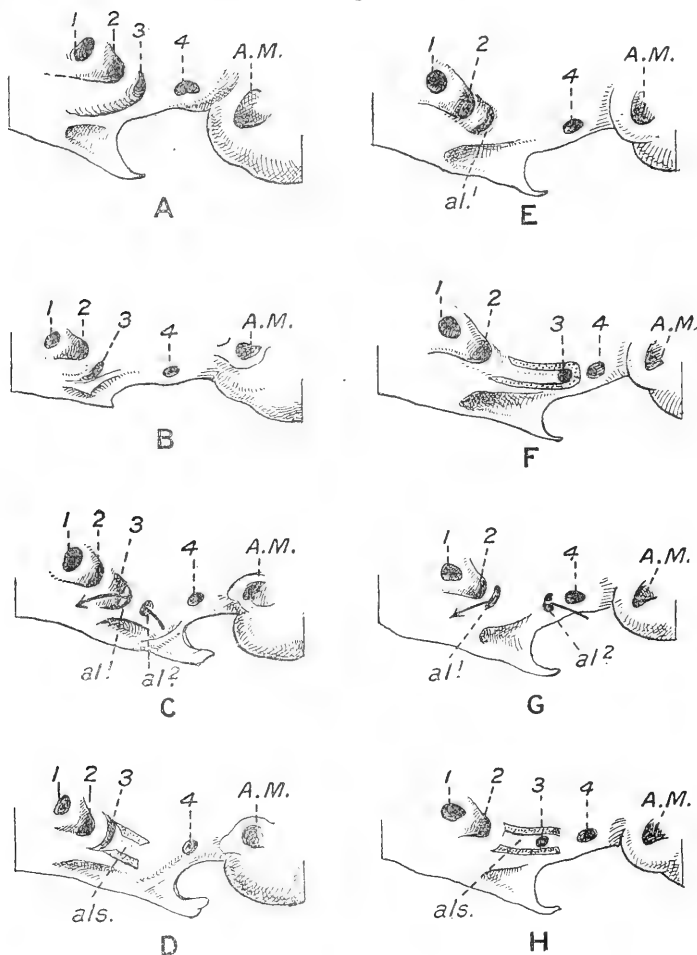 1 2 3 4 A.M.
A
1 2 4 A.M.
al.¹
E
1 2 3 4 A.M.
B
1 2 3 4 A.M.
F
1 2 3 4 A.M.
al.¹ al.²
C
1 2 4 A.M.
al.¹ al.²
G
1 2 3 4 A.M.
als.
D
1 2 3 4 A.M.
als.
H